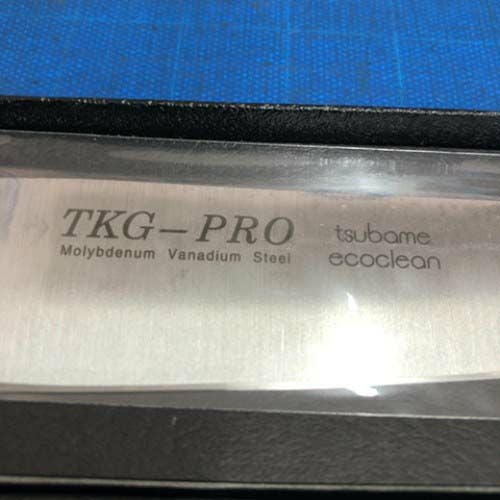 TKG-PRO
Molybdenum Vanadium Steel
tsubame
ecoclean